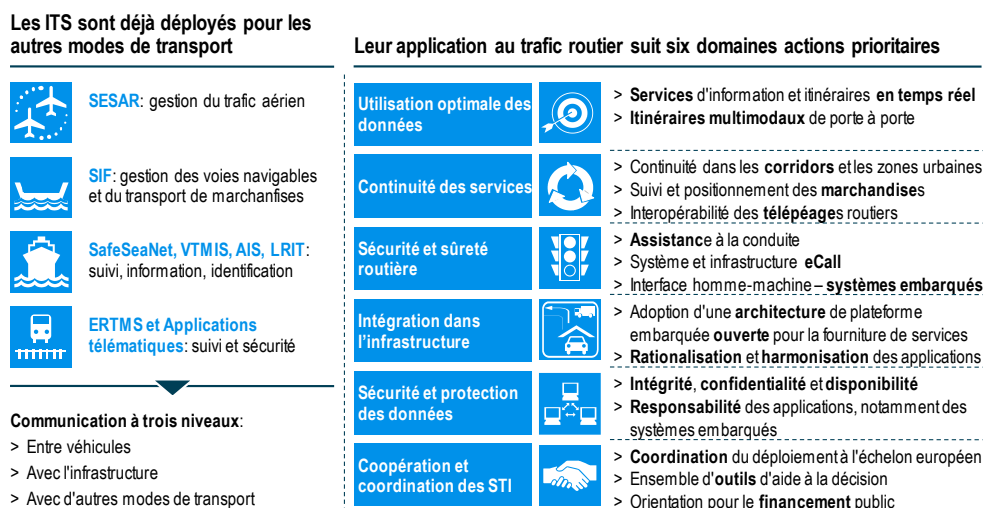 Les ITS sont déjà déployés pour les
autres modes de transport
SESAR: gestion du trafic aérien
SIF: gestion des voies navigables
et du transport de marchanfises
SafeSeaNet, VTMIS, AIS, LRIT:
suivi, information, identification
ERTMS et Applications
télématiques: suivi et sécurité
Communication à trois niveaux:
> Entre véhicules
> Avec l'infrastructure
> Avec d'autres modes de transport
Leur application au trafic routier suit six domaines actions prioritaires
Utilisation optimale des
données
> Services d'information et itinéraires en temps réel
> Itinéraires multimodaux de porte à porte
Continuité des services
> Continuité dans les corridors et les zones urbaines
> Suivi et positionnement des marchandises
> Interopérabilité des télépéages routiers
Sécurité et sûreté
routière
> Assistance à la conduite
> Système et infrastructure eCall
> Interface homme-machine – systèmes embarqués
Intégration dans
l'infrastructure
> Adoption d'une architecture de plateforme
embarquée ouverte pour la fourniture de services
> Rationalisation et harmonisation des applications
Sécurité et protection
des données
> Intégrité, confidentialité et disponibilité
> Responsabilité des applications, notamment des
systèmes embarqués
Coopération et
coordination des STI
> Coordination du déploiement à l'échelon européen
> Ensemble d'outils d'aide à la décision
> Orientation pour le financement public